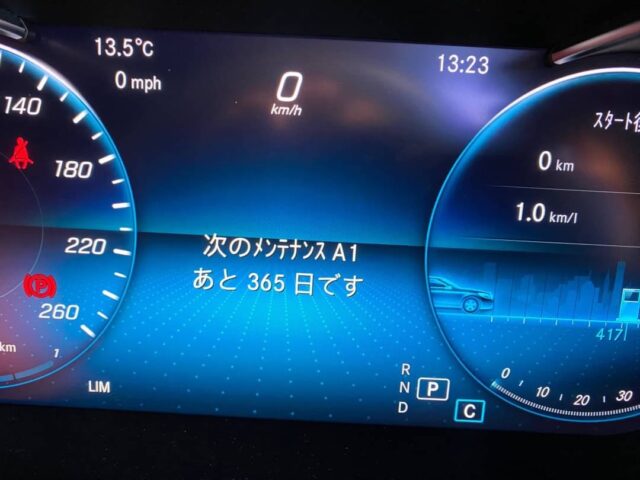 13.5°C
0 mph
0
km/h
13:23
140
180
220
260
km
1
LIM
次のﾒﾝﾃﾅﾝｽ A1
あと 365 日です
R
N
D
P
C
ｽﾀｰﾄ後
0 km
1.0 km/l
417
0
10
20
30